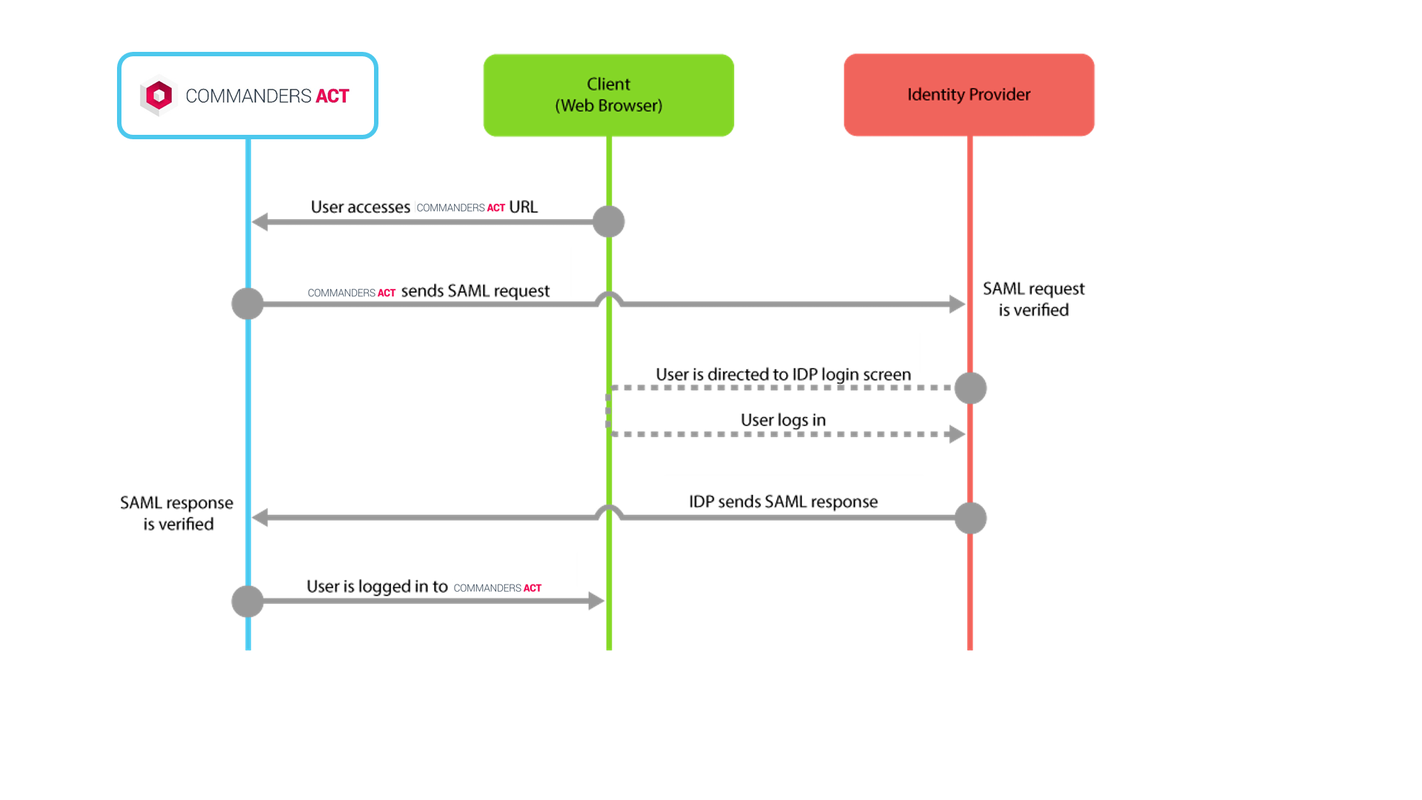 COMMANDERS ACT
Client
(Web Browser)
Identity Provider
User accesses COMMANDERS ACT URL
COMMANDERS ACT sends SAML request
SAML request
is verified
User is directed to IDP login screen
User logs in
SAML response
is verified
IDP sends SAML response
User is logged in to COMMANDERS ACT